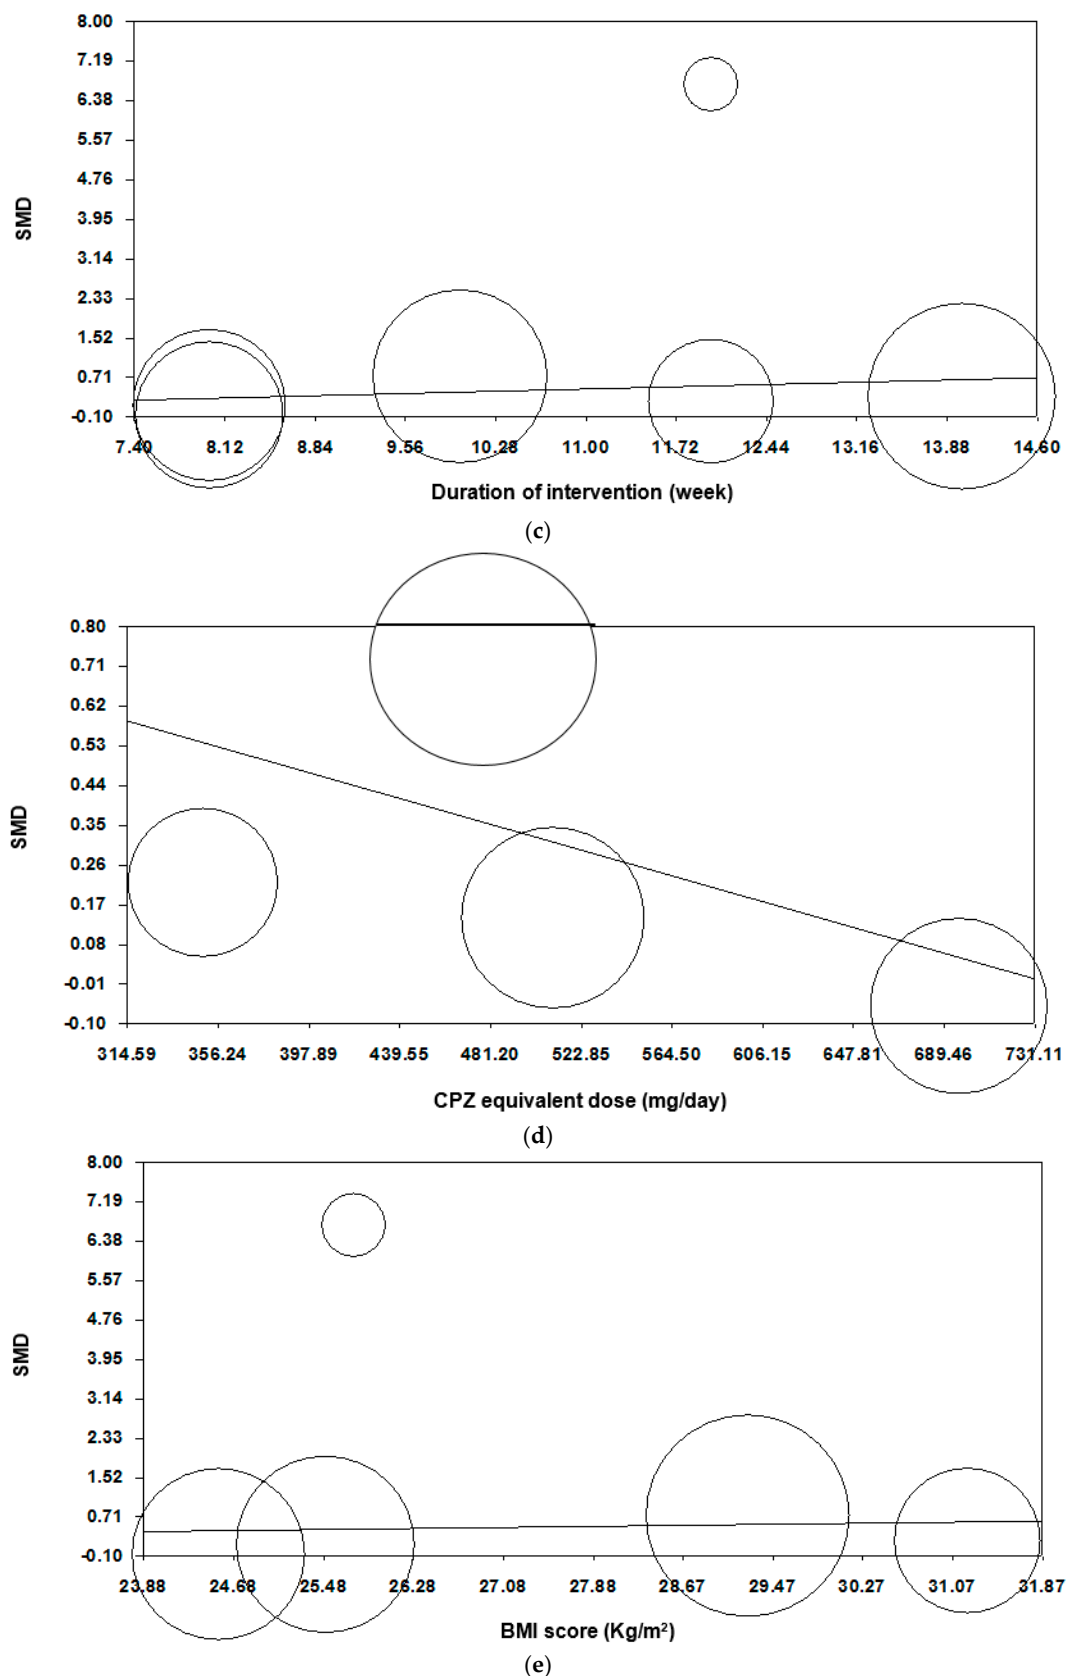 8.00
7.19
6.38
5.57
4.76
3.95
3.14
2.33
1.52
0.71
-0.10
SMD
7.40 8.12 8.84 9.56 10.28 11.00 11.72 12.44 13.16 13.88 14.60
Duration of intervention (week)
(c)
0.80
0.71
0.62
0.53
0.44
0.35
0.26
0.17
0.08
-0.01
-0.10
SMD
314.59 356.24 397.89 439.55 481.20 522.85 564.50 606.15 647.81 689.46 731.11
CPZ equivalent dose (mg/day)
(d)
8.00
7.19
6.38
5.57
4.76
3.95
3.14
2.33
1.52
0.71
-0.10
SMD
23.88 24.68 25.48 26.28 27.08 27.88 28.67 29.47 30.27 31.07 31.87
BMI score (Kg/m²)
(e)